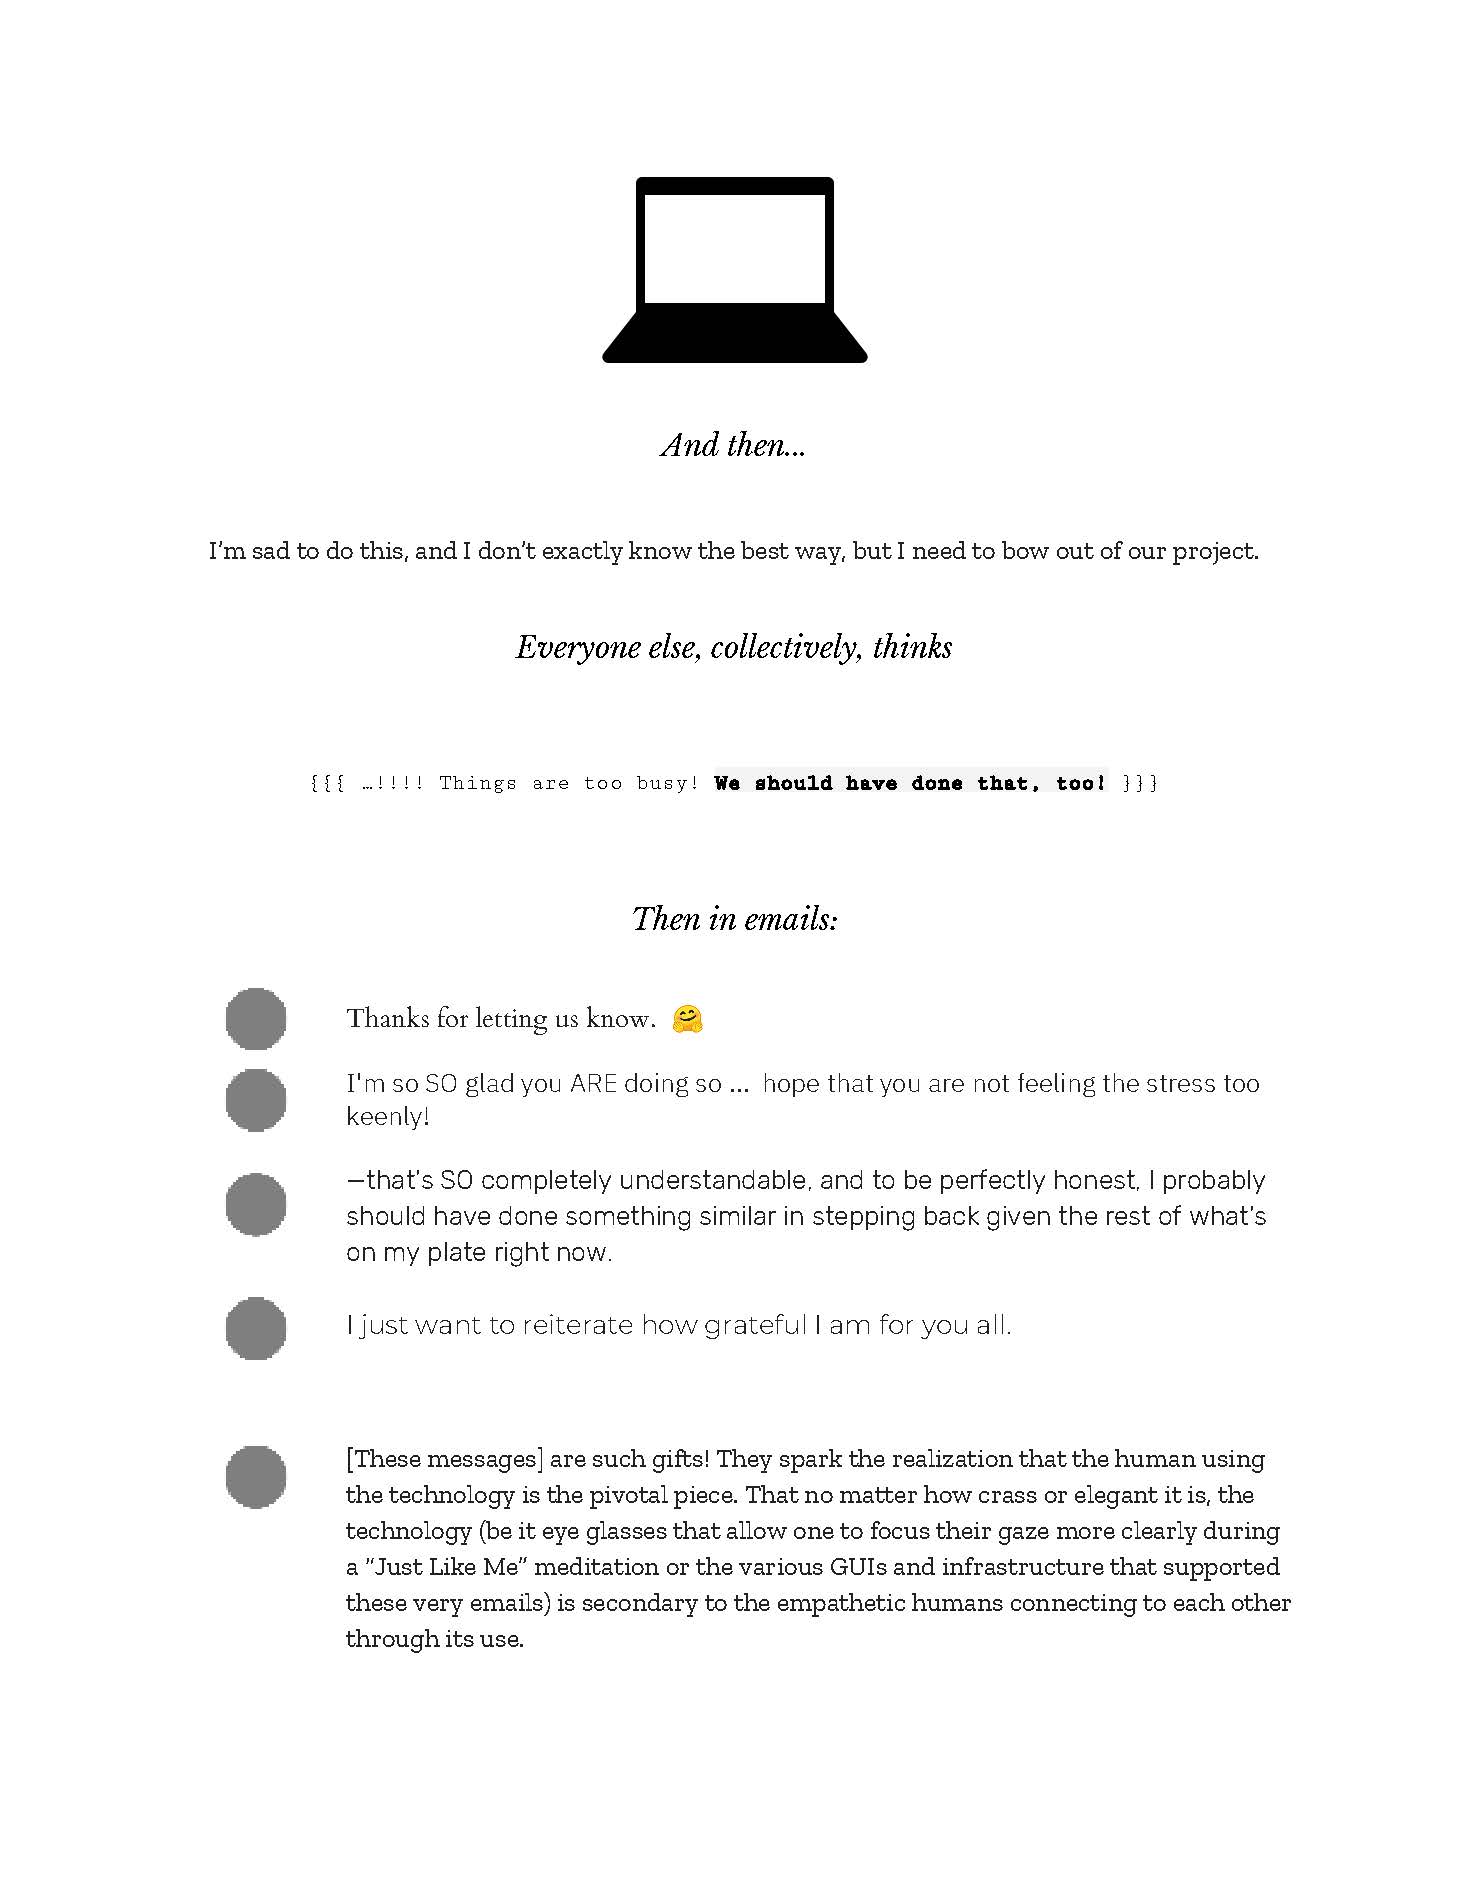 And then...
I’m sad to do this, and I don’t exactly know the best way, but I need to bow out of our project.
Everyone else, collectively, thinks
{{{ …!!!! Things are too busy! We should have done that, too! }}}
Then in emails:
Thanks for letting us know. 🤗
I'm so SO glad you ARE doing so ... hope that you are not feeling the stress too
keenly!
—that's SO completely understandable, and to be perfectly honest, I probably
should have done something similar in stepping back given the rest of what's
on my plate right now.
I just want to reiterate how grateful I am for you all.
[These messages] are such gifts! They spark the realization that the human using
the technology is the pivotal piece. That no matter how crass or elegant it is, the
technology (be it eye glasses that allow one to focus their gaze more clearly during
a “Just Like Me” meditation or the various GUIs and infrastructure that supported
these very emails) is secondary to the empathetic humans connecting to each other
through its use.